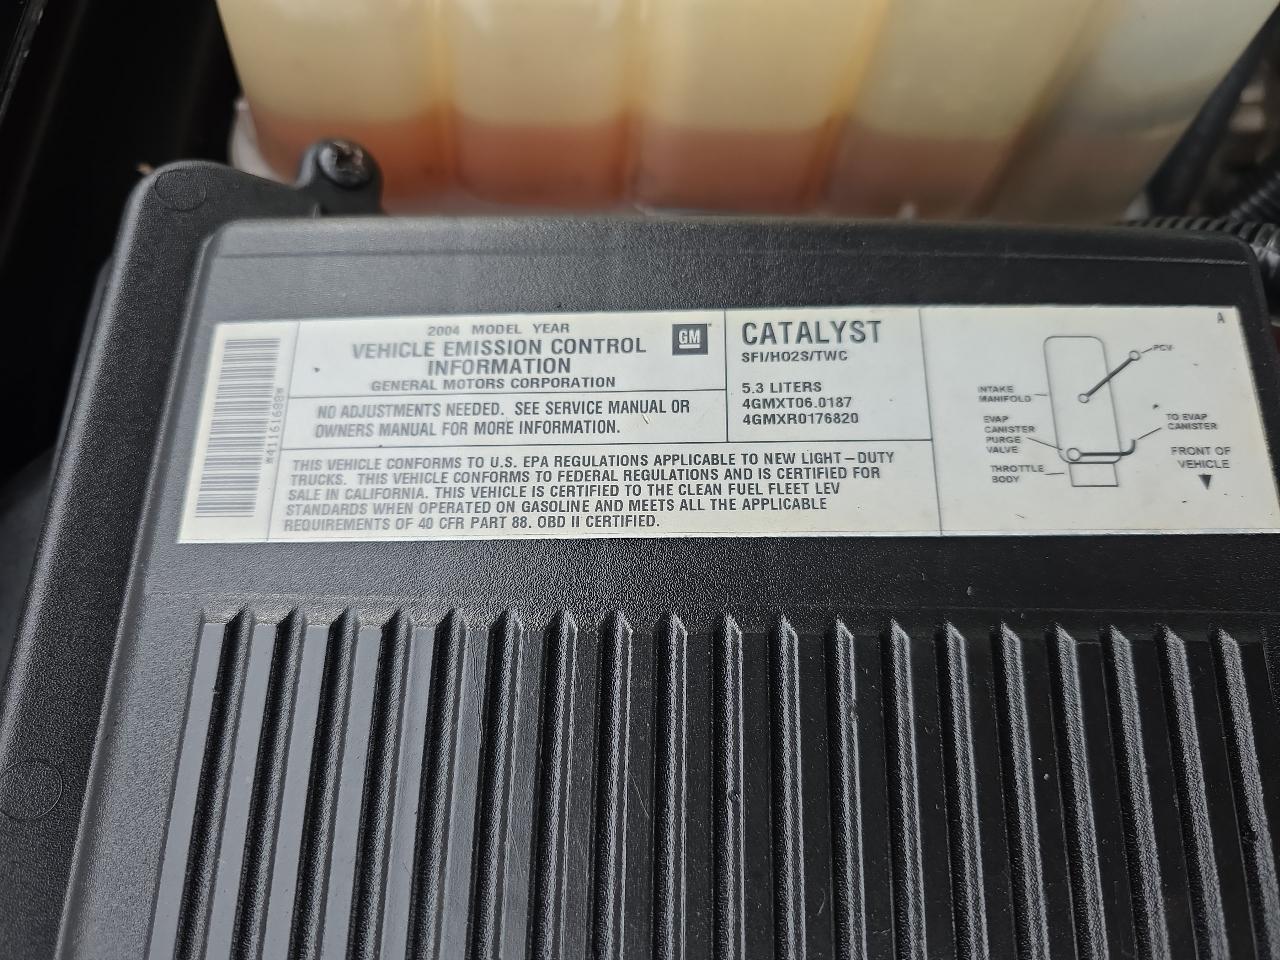 2004 MODEL YEAR
VEHICLE EMISSION CONTROL
INFORMATION
GENERAL MOTORS CORPORATION
GM
NO ADJUSTMENTS NEEDED. SEE SERVICE MANUAL OR
OWNERS MANUAL FOR MORE INFORMATION.
CATALYST
SFI/HO2S/TWC
5.3 LITERS
4GMXT06.0187
4GMXR0176820
THIS VEHICLE CONFORMS TO U.S. EPA REGULATIONS APPLICABLE TO NEW LIGHT-DUTY
TRUCKS. THIS VEHICLE CONFORMS TO FEDERAL REGULATIONS AND IS CERTIFIED FOR
SALE IN CALIFORNIA. THIS VEHICLE IS CERTIFIED TO THE CLEAN FUEL FLEET LEV
STANDARDS WHEN OPERATED ON GASOLINE AND MEETS ALL THE APPLICABLE
REQUIREMENTS OF 40 CFR PART 88. OBD II CERTIFIED.
A
PCV
INTAKE
MANIFOLD
EVAP
CANISTER
PURGE
VALVE
THROTTLE
BODY
TO EVAP
CANISTER
FRONT OF
VEHICLE